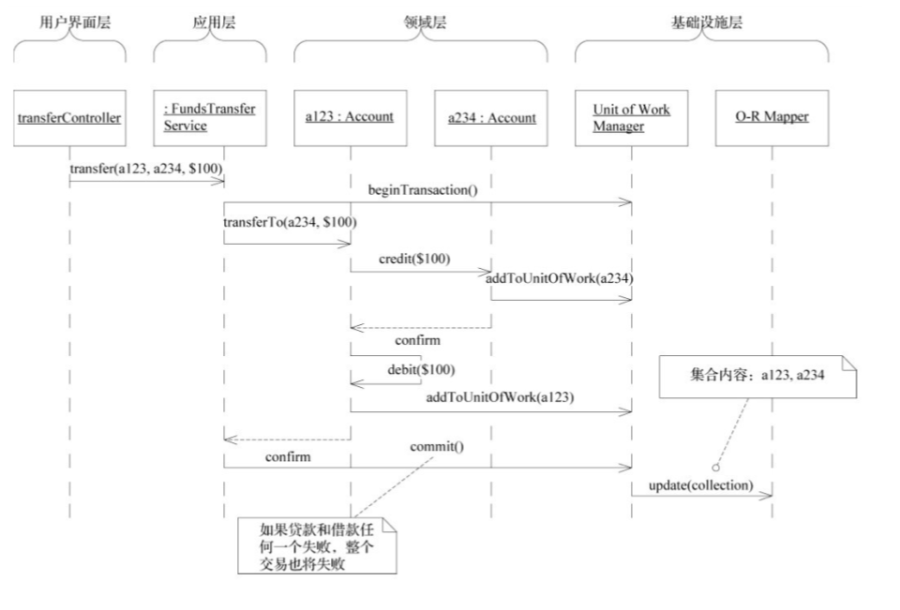 用户界面层
应用层
领域层
基础设施层
transferController
: FundsTransfer
Service
a123 : Account
a234 : Account
Unit of Work
Manager
O-R Mapper
transfer(a123, a234, $100)
beginTransaction()
transferTo(a234, $100)
credit($100)
addToUnitOfWork(a234)
confirm
debit($100)
集合内容：a123, a234
addToUnitOfWork(a123)
commit()
confirm
update(collection)
如果贷款和借款任
何一个失败，整个
交易也将失败